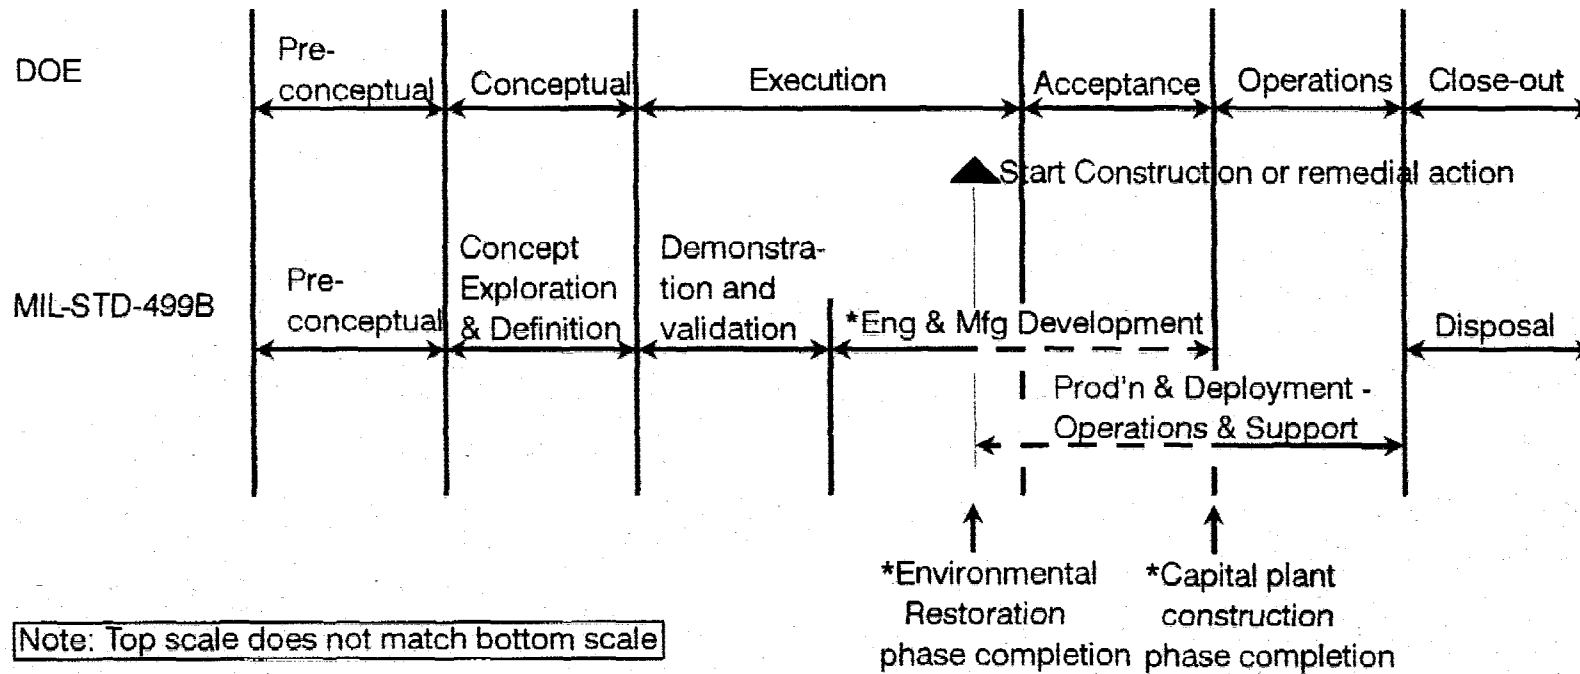 DOE
Pre-
conceptual
Conceptual
Execution
Acceptance
Operations
Close-out
Start Construction or remedial action
MIL-STD-499B
Pre-
conceptual
Concept
Exploration
& Definition
Demonstra-
tion and
validation
*Eng & Mfg Development
Disposal
Prod'n & Deployment -
Operations & Support
*Environmental
Restoration
phase completion
*Capital plant
construction
phase completion
Note: Top scale does not match bottom scale